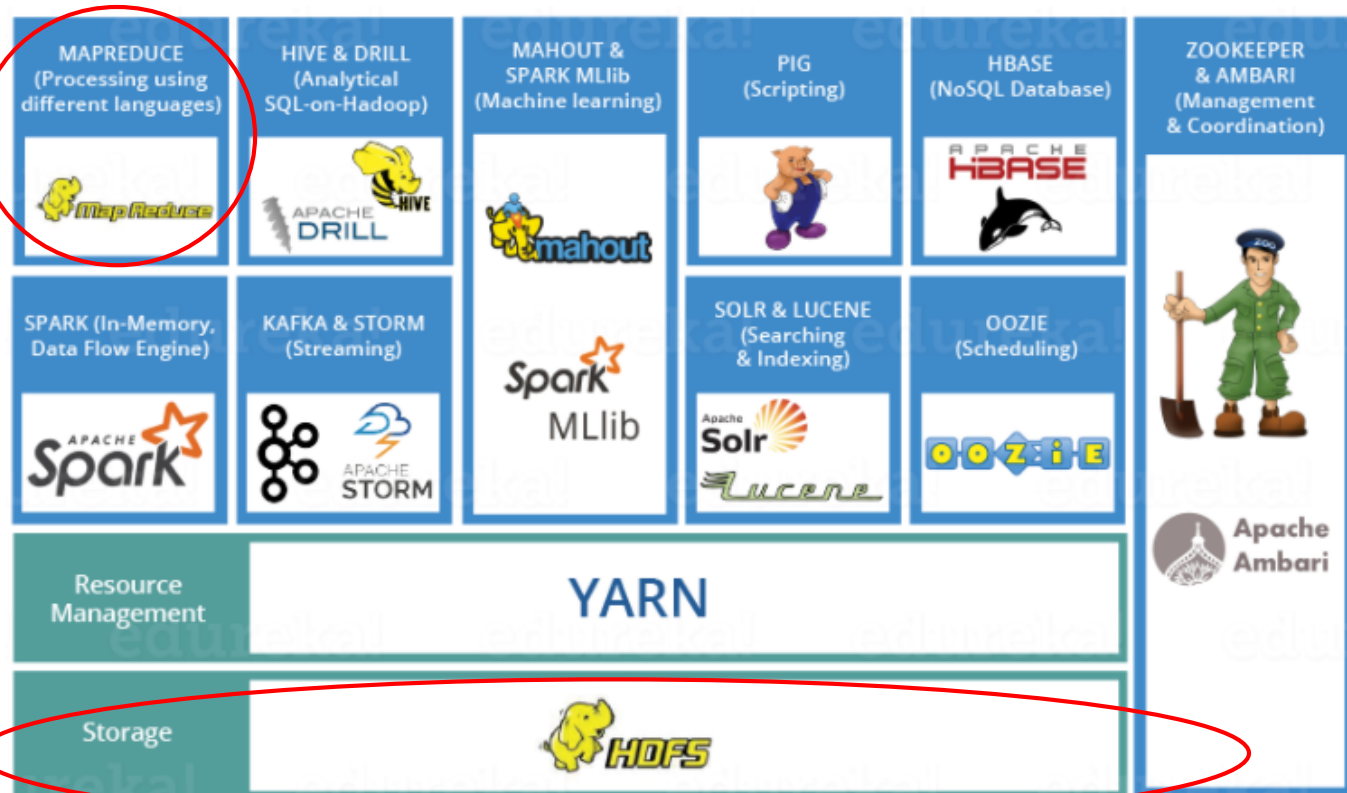 MAPREDUCE
(Processing using
different languages)
Map Reduce
HIVE & DRILL
(Analytical
SQL-on-Hadoop)
HIVE
APACHE
DRILL
MAHOUT &
SPARK MLlib
(Machine learning)
mahout
Spark
MLlib
PIG
(Scripting)
HBASE
(NoSQL Database)
APACHE
HBASE
ZOOKEEPER
& AMBARI
(Management
& Coordination)
ZOO
Apache
Ambari
SPARK (In-Memory,
Data Flow Engine)
APACHE
Spark
KAFKA & STORM
(Streaming)
APACHE
STORM
SOLR & LUCENE
(Searching
& Indexing)
Apache
Solr
Lucene
OOZIE
(Scheduling)
OOZiE
Resource
Management
YARN
Storage
HDFS
edureka!